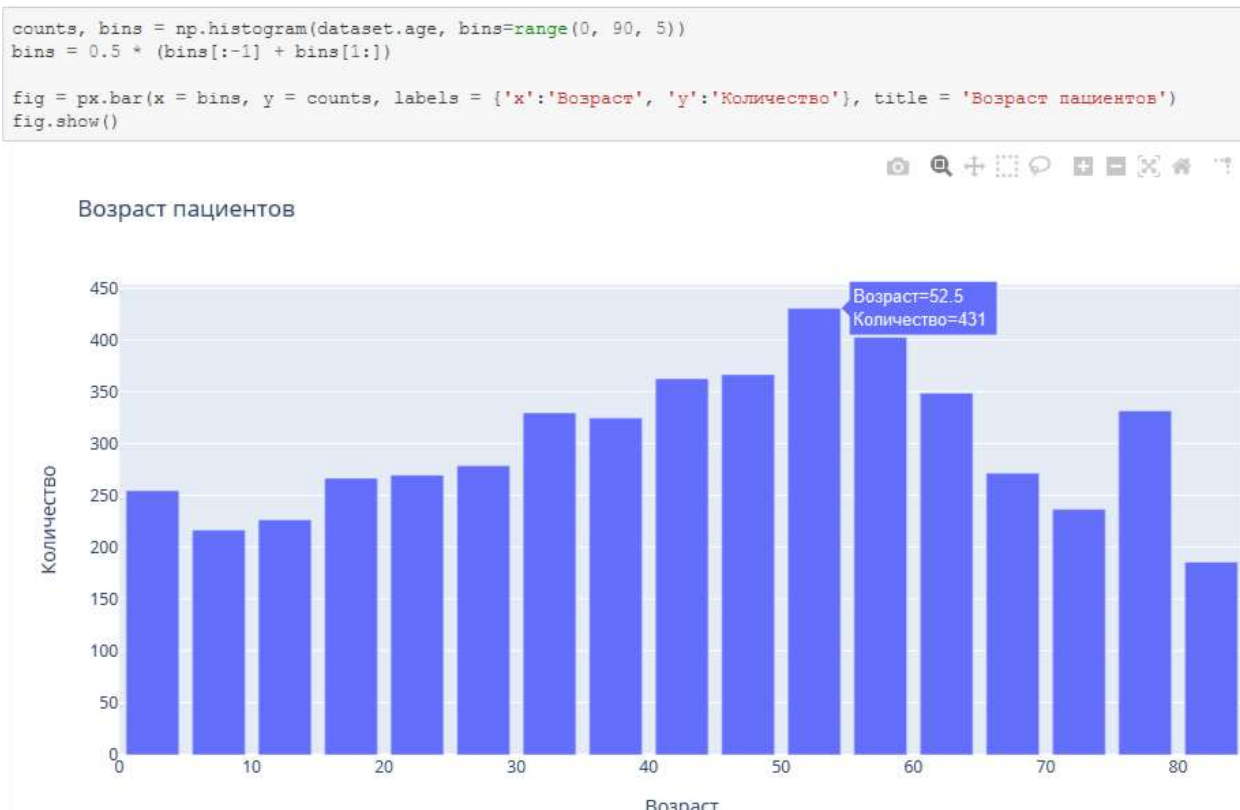 counts, bins = np.histogram(dataset.age, bins=range(0, 90, 5))
bins = 0.5 * (bins[:-1] + bins[1:])
fig = px.bar(x = bins, y = counts, labels = {'x':'Возраст', 'y':'Количество'}, title = 'Возраст пациентов')
fig.show()
Возраст пациентов
450
Возраст=52.5
Количество=431
400
350
300
250
200
150
100
50
0
Количество
0 10 20 30 40 50 60 70 80
Возраст